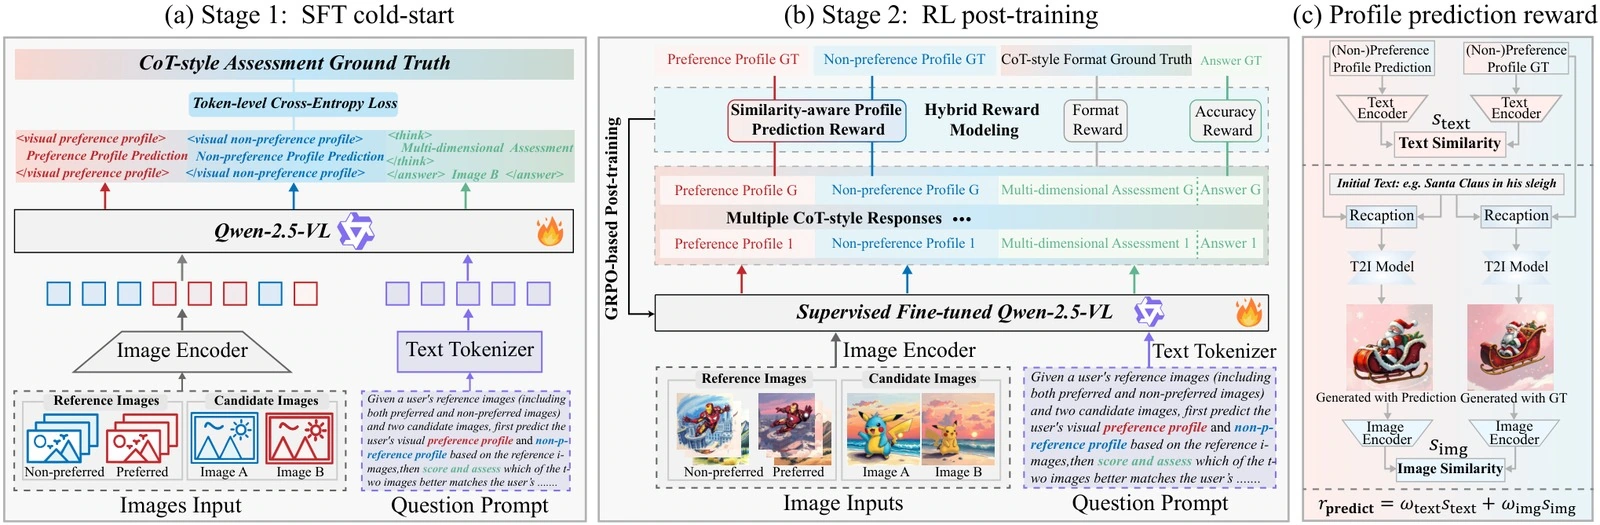 (a) Stage 1: SFT cold-start
CoT-style Assessment Ground Truth
Token-level Cross-Entropy Loss
<visual preference profile>
Preference Profile Prediction
</visual preference profile>
<visual non-preference profile>
Non-preference Profile Prediction
</visual non-preference profile>
<think>
Multi-dimensional Assessment
</think>
</answer> Image B </answer>
Qwen-2.5-VL
Image Encoder
Text Tokenizer
Reference Images
Candidate Images
Non-preferred
Preferred
Image A
Image B
Images Input
Given a user's reference images (including
both preferred and non-preferred images)
and two candidate images, first predict the
user's visual preference profile and non-p-
reference profile based on the reference i-
mages,then score and assess which of the t-
wo images better matches the user's .......
Question Prompt
(b) Stage 2: RL post-training
Preference Profile GT
Non-preference Profile GT
CoT-style Format Ground Truth
Answer GT
Similarity-aware Profile
Prediction Reward
Hybrid Reward
Modeling
Format
Reward
Accuracy
Reward
GRPO-based Post-training
Preference Profile G
Non-preference Profile G
Multi-dimensional Assessment G
Answer G
Multiple CoT-style Responses •••
Preference Profile 1
Non-preference Profile 1
Multi-dimensional Assessment 1
Answer 1
Supervised Fine-tuned Qwen-2.5-VL
Image Encoder
Text Tokenizer
Reference Images
Candidate Images
Non-preferred
Preferred
Image A
Image B
Image Inputs
Given a user's reference images (including
both preferred and non-preferred images)
and two candidate images, first predict the
user's visual preference profile and non-p-
reference profile based on the reference i-
mages,then score and assess which of the t-
wo images better matches the user's .......
Question Prompt
(c) Profile prediction reward
(Non-)Preference
Profile Prediction
(Non-)Preference
Profile GT
Text
Encoder
Text
Encoder
s_text
Text Similarity
Initial Text: e.g. Santa Claus in his sleigh
Recaption
Recaption
T2I Model
T2I Model
Generated with Prediction
Generated with GT
Image
Encoder
Image
Encoder
s_img
Image Similarity
r_predict = ω_text s_text + ω_img s_img